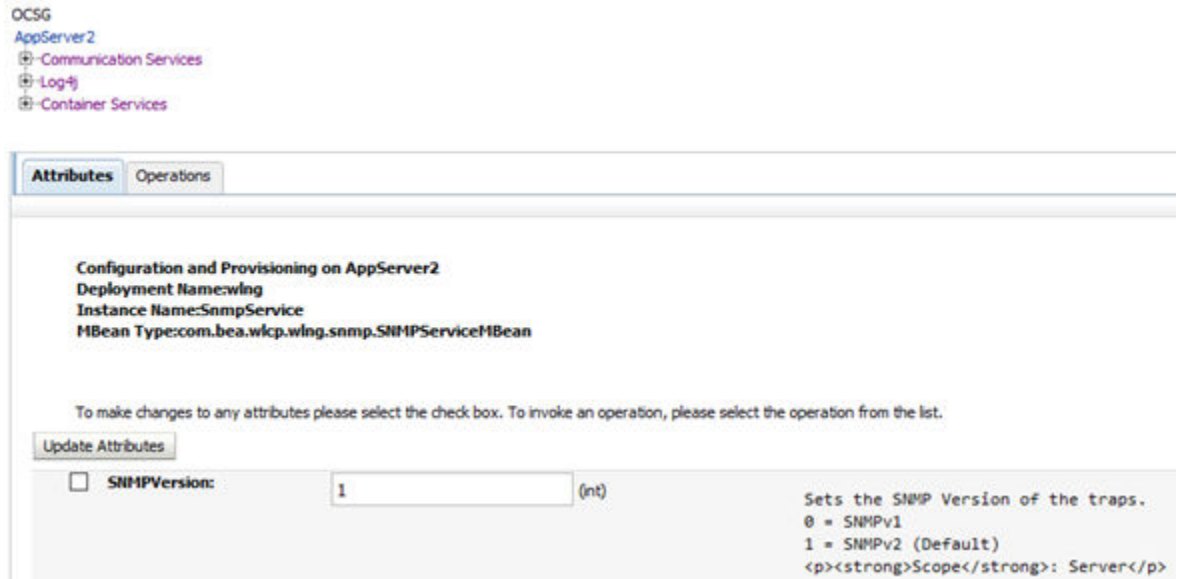 OCSG
AppServer2
Communication Services
Log4j
Container Services
Attributes Operations
Configuration and Provisioning on AppServer2
Deployment Name:wlng
Instance Name:SnmpService
MBean Type:com.bea.wlcp.wlng.snmp.SNMPServiceMBean
To make changes to any attributes please select the check box. To invoke an operation, please select the operation from the list.
Update Attributes
SNMPVersion: 1 (int)
Sets the SNMP Version of the traps.
0 = SNMPv1
1 = SNMPv2 (Default)
<p><strong>Scope</strong>: Server</p>